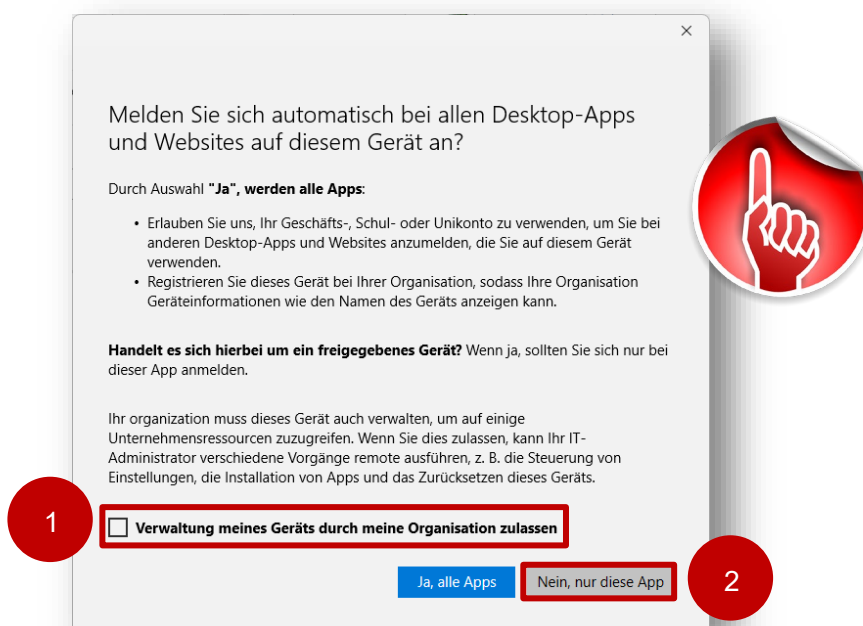 Melden Sie sich automatisch bei allen Desktop-Apps
und Websites auf diesem Gerät an?
Durch Auswahl "Ja", werden alle Apps:
• Erlauben Sie uns, Ihr Geschäfts-, Schul- oder Unikonto zu verwenden, um Sie bei
anderen Desktop-Apps und Websites anzumelden, die Sie auf diesem Gerät
verwenden.
• Registrieren Sie dieses Gerät bei Ihrer Organisation, sodass Ihre Organisation
Geräteinformationen wie den Namen des Geräts anzeigen kann.
Handelt es sich hierbei um ein freigegebenes Gerät? Wenn ja, sollten Sie sich nur bei
dieser App anmelden.
Ihr organization muss dieses Gerät auch verwalten, um auf einige
Unternehmensressourcen zuzugreifen. Wenn Sie dies zulassen, kann Ihr IT-
Administrator verschiedene Vorgänge remote ausführen, z. B. die Steuerung von
Einstellungen, die Installation von Apps und das Zurücksetzen dieses Geräts.
1
Verwaltung meines Geräts durch meine Organisation zulassen
Ja, alle Apps
Nein, nur diese App
2